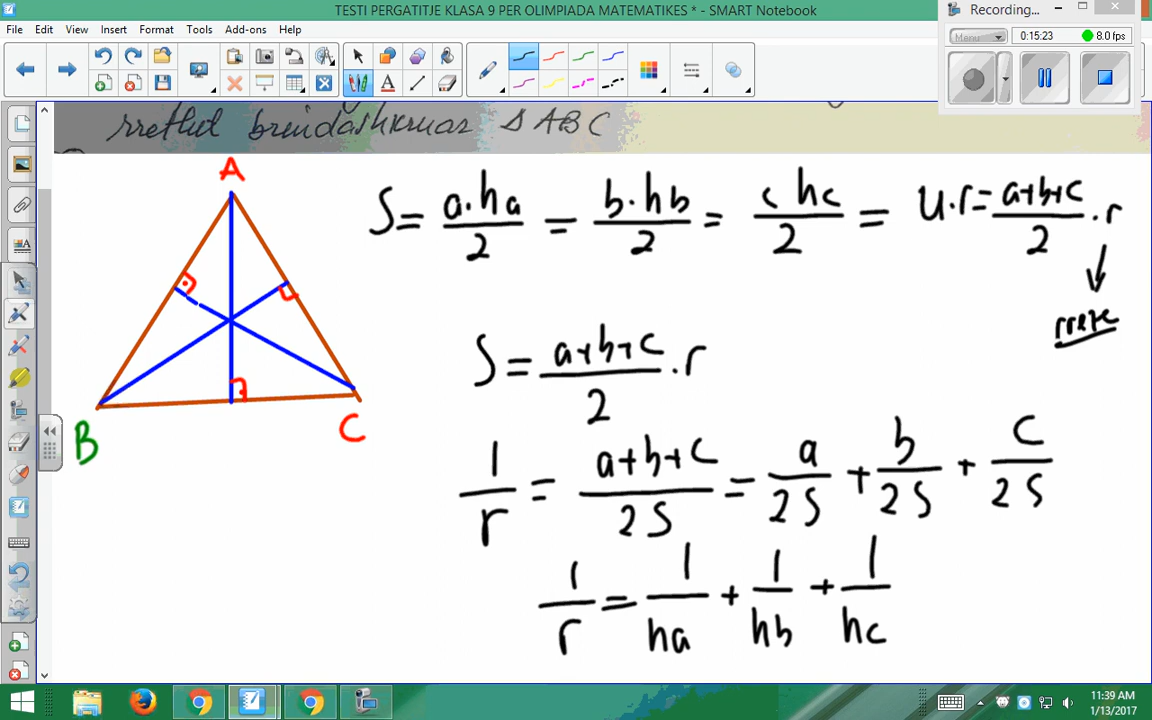 TESTI PERGATITJE KLASA 9 PER OLIMPIADA MATEMATIKES * - SMART Notebook
Recording...
File Edit View Insert Format Tools Add-ons Help
Menu 0:15:23 8.0 fps
rrethit brendashkruar Δ ABC
A
B
C
S = a·ha/2 = b·hb/2 = c hc/2 = u.r = a+b+c/2 · r
rreze
S = a+b+c/2 · r
1/r = a+b+c/2S = a/2S + b/2S + c/2S
1/r = 1/ha + 1/hb + 1/hc
11:39 AM
1/13/2017